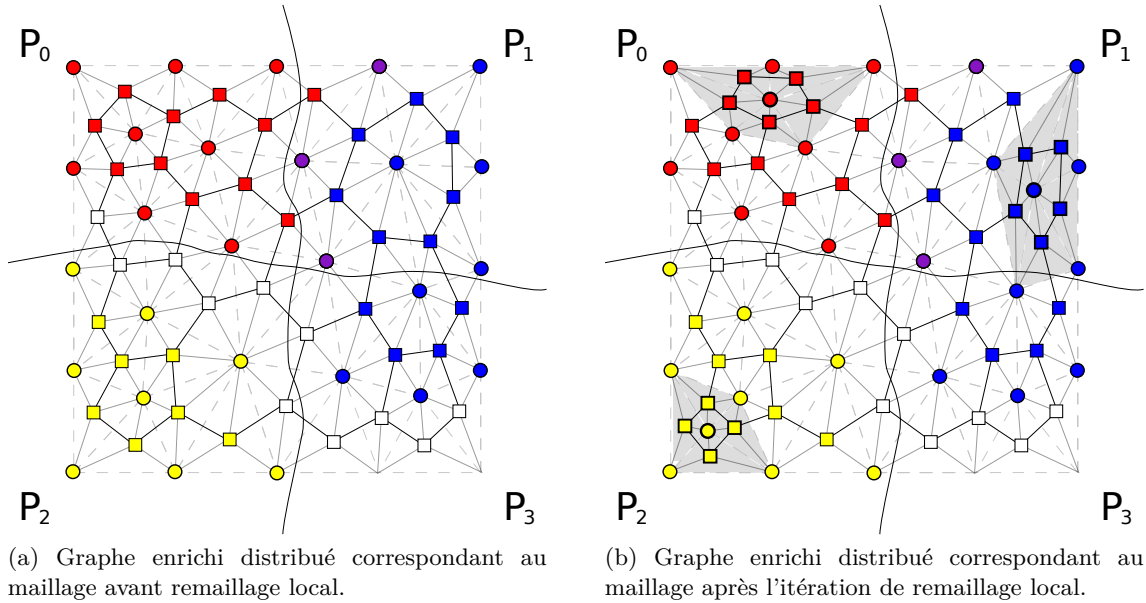 P₀ P₁ P₀ P₁
P₂ P₃ P₂ P₃
(a) Graphe enrichi distribué correspondant au
maillage avant remaillage local.
(b) Graphe enrichi distribué correspondant au
maillage après l'itération de remaillage local.